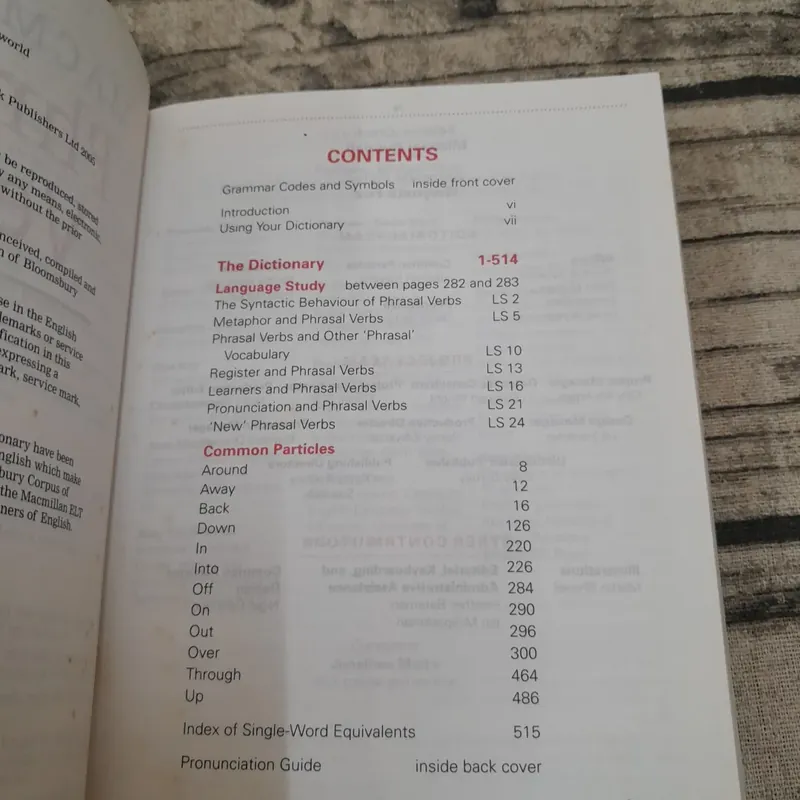 world
Publishers Ltd 2005
be reproduced, stored
by any means, electronic,
without the prior
conceived, compiled and
of Bloomsbury
in the English
or service
in this
expressing a
mark, service mark,
have been
English which make
Corpus of
the Macmillan ELT
of English.
CONTENTS
Grammar Codes and Symbols inside front cover
Introduction vi
Using Your Dictionary vii
The Dictionary 1-514
Language Study between pages 282 and 283
The Syntactic Behaviour of Phrasal Verbs LS 2
Metaphor and Phrasal Verbs LS 5
Phrasal Verbs and Other ‘Phrasal’
Vocabulary LS 10
Register and Phrasal Verbs LS 13
Learners and Phrasal Verbs LS 16
Pronunciation and Phrasal Verbs LS 21
‘New’ Phrasal Verbs LS 24
Common Particles
Around 8
Away 12
Back 16
Down 126
In 220
Into 226
Off 284
On 290
Out 296
Over 300
Through 464
Up 486
Index of Single-Word Equivalents 515
Pronunciation Guide inside back cover